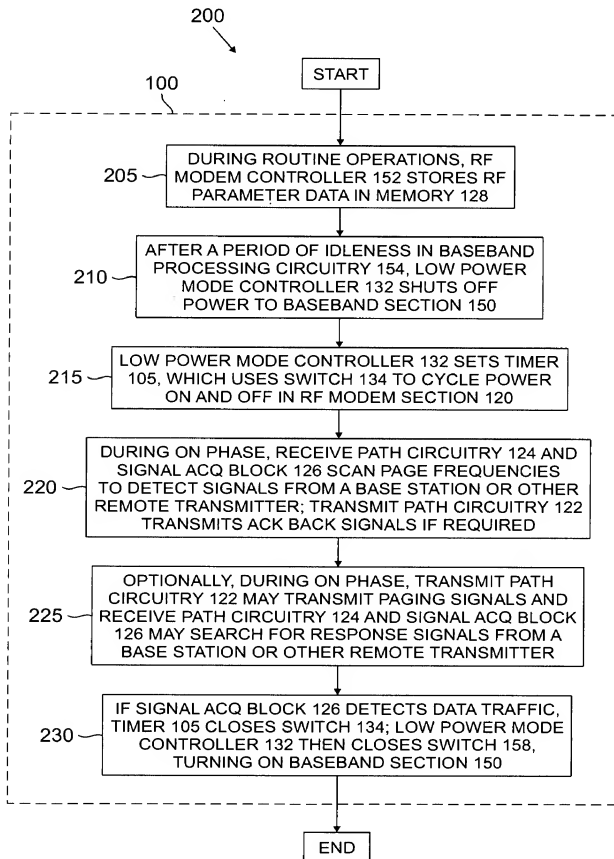 200
START
100
205
DURING ROUTINE OPERATIONS, RF
MODEM CONTROLLER 152 STORES RF
PARAMETER DATA IN MEMORY 128
210
AFTER A PERIOD OF IDLENESS IN BASEBAND
PROCESSING CIRCUITRY 154, LOW POWER
MODE CONTROLLER 132 SHUTS OFF
POWER TO BASEBAND SECTION 150
215
LOW POWER MODE CONTROLLER 132 SETS TIMER
105, WHICH USES SWITCH 134 TO CYCLE POWER
ON AND OFF IN RF MODEM SECTION 120
220
DURING ON PHASE, RECEIVE PATH CIRCUITRY 124 AND
SIGNAL ACQ BLOCK 126 SCAN PAGE FREQUENCIES
TO DETECT SIGNALS FROM A BASE STATION OR OTHER
REMOTE TRANSMITTER; TRANSMIT PATH CIRCUITRY 122
TRANSMITS ACK BACK SIGNALS IF REQUIRED
225
OPTIONALLY, DURING ON PHASE, TRANSMIT PATH
CIRCUITRY 122 MAY TRANSMIT PAGING SIGNALS AND
RECEIVE PATH CIRCUITRY 124 AND SIGNAL ACQ BLOCK
126 MAY SEARCH FOR RESPONSE SIGNALS FROM A
BASE STATION OR OTHER REMOTE TRANSMITTER
230
IF SIGNAL ACQ BLOCK 126 DETECTS DATA TRAFFIC,
TIMER 105 CLOSES SWITCH 134; LOW POWER MODE
CONTROLLER 132 THEN CLOSES SWITCH 158,
TURNING ON BASEBAND SECTION 150
END